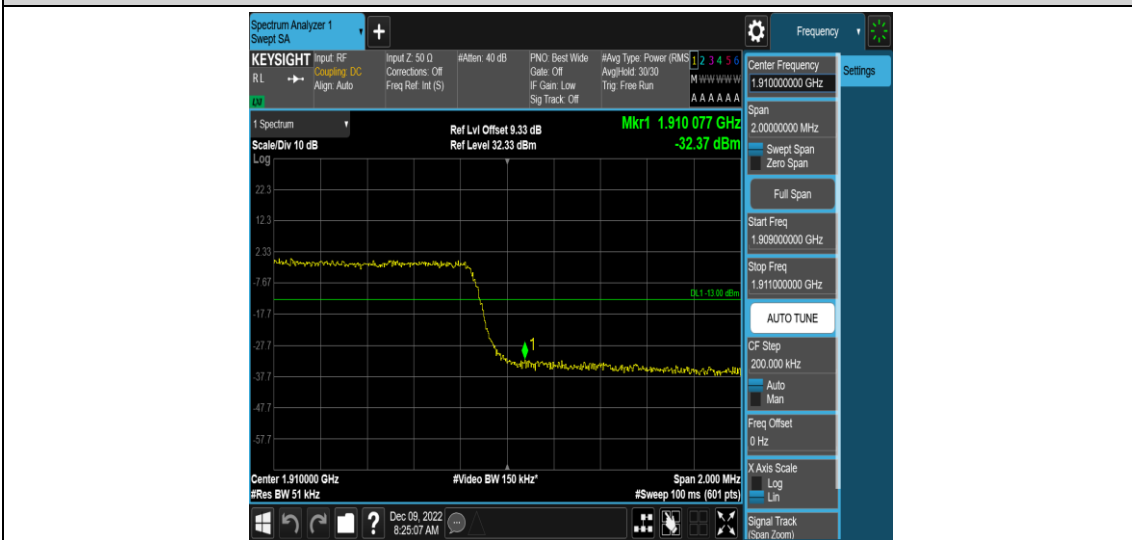 Spectrum Analyzer 1
Swept SA
+
Frequency
KEYSIGHT
RL
LXI
Input: RF
Coupling: DC
Align: Auto
Input Z: 50 Ω
Corrections: Off
Freq Ref: Int (S)
#Atten: 40 dB
PNO: Best Wide
Gate: Off
IF Gain: Low
Sig Track: Off
#Avg Type: Power (RMS
Avg|Hold: 30/30
Trig: Free Run
1 2 3 4 5 6
M W W W W W
A A A A A A
Center Frequency
1.910000000 GHz
Settings
Span
2.00000000 MHz
Swept Span
Zero Span
Full Span
Start Freq
1.909000000 GHz
Stop Freq
1.911000000 GHz
AUTO TUNE
CF Step
200.000 kHz
Auto
Man
Freq Offset
0 Hz
X Axis Scale
Log
Lin
Signal Track
(Span Zoom)
1 Spectrum
Scale/Div 10 dB
Log
Ref Lvl Offset 9.33 dB
Ref Level 32.33 dBm
Mkr1 1.910 077 GHz
-32.37 dBm
22.3
12.3
2.33
-7.67
-17.7
-27.7
-37.7
-47.7
-57.7
DL1 -13.00 dBm
1
Center 1.910000 GHz
#Res BW 51 kHz
#Video BW 150 kHz*
Span 2.000 MHz
#Sweep 100 ms (601 pts)
?
Dec 09, 2022
8:25:07 AM